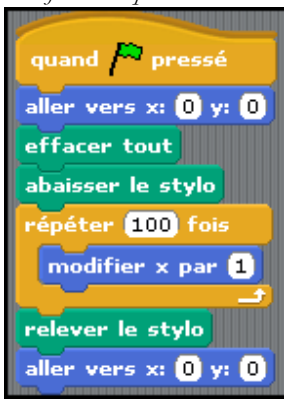 quand pressé
aller vers x: 0 y: 0
effacer tout
abaisser le stylo
répéter 100 fois
modifier x par 1
relever le stylo
aller vers x: 0 y: 0